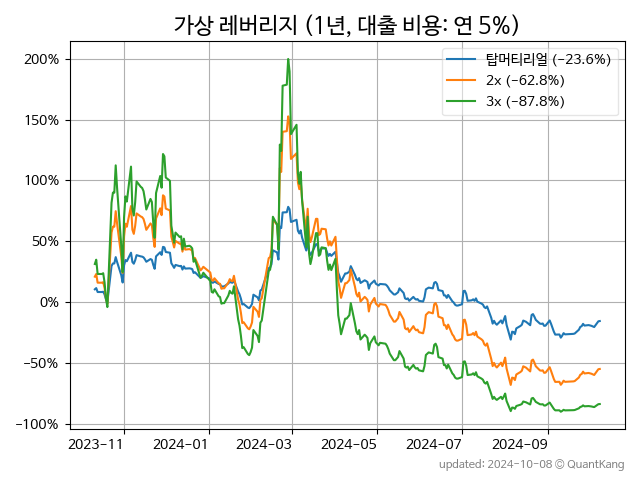 가상 레버리지 (1년, 대출 비용: 연 5%)
탑머티리얼 (-23.6%)
2x (-62.8%)
3x (-87.8%)
200%
150%
100%
50%
0%
-50%
-100%
2023-11 2024-01 2024-03 2024-05 2024-07 2024-09
updated: 2024-10-08 © QuantKang